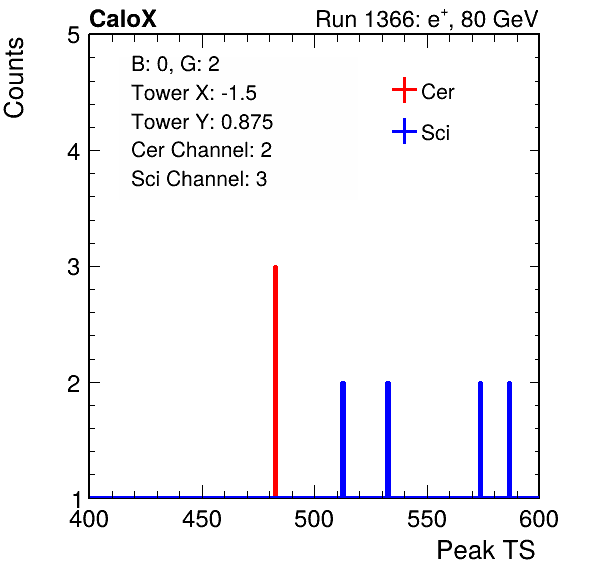 CaloX Run 1366: e⁺, 80 GeV
Counts
5
4
3
2
1
B: 0, G: 2
Tower X: -1.5
Tower Y: 0.875
Cer Channel: 2
Sci Channel: 3
Cer
Sci
400 450 500 550 600
Peak TS